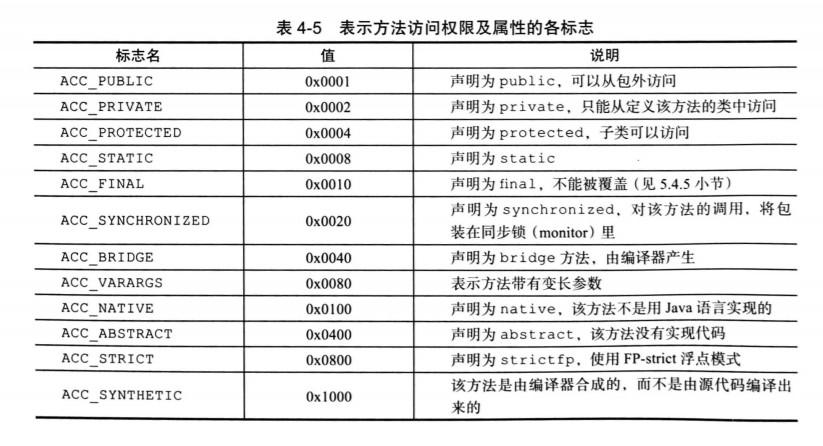 表 4-5 表示方法访问权限及属性的各标志
标志名 值 说明
ACC_PUBLIC 0x0001 声明为 public，可以从包外访问
ACC_PRIVATE 0x0002 声明为 private，只能从定义该方法的类中访问
ACC_PROTECTED 0x0004 声明为 protected，子类可以访问
ACC_STATIC 0x0008 声明为 static
ACC_FINAL 0x0010 声明为 final，不能被覆盖（见 5.4.5 小节）
ACC_SYNCHRONIZED 0x0020 声明为 synchronized，对该方法的调用，将包
装在同步锁（monitor）里
ACC_BRIDGE 0x0040 声明为 bridge 方法，由编译器产生
ACC_VARARGS 0x0080 表示方法带有变长参数
ACC_NATIVE 0x0100 声明为 native，该方法不是用 Java 语言实现的
ACC_ABSTRACT 0x0400 声明为 abstract，该方法没有实现代码
ACC_STRICT 0x0800 声明为 strictfp，使用 FP-strict 浮点模式
ACC_SYNTHETIC 0x1000 该方法是由编译器合成的，而不是由源代码编译出
来的